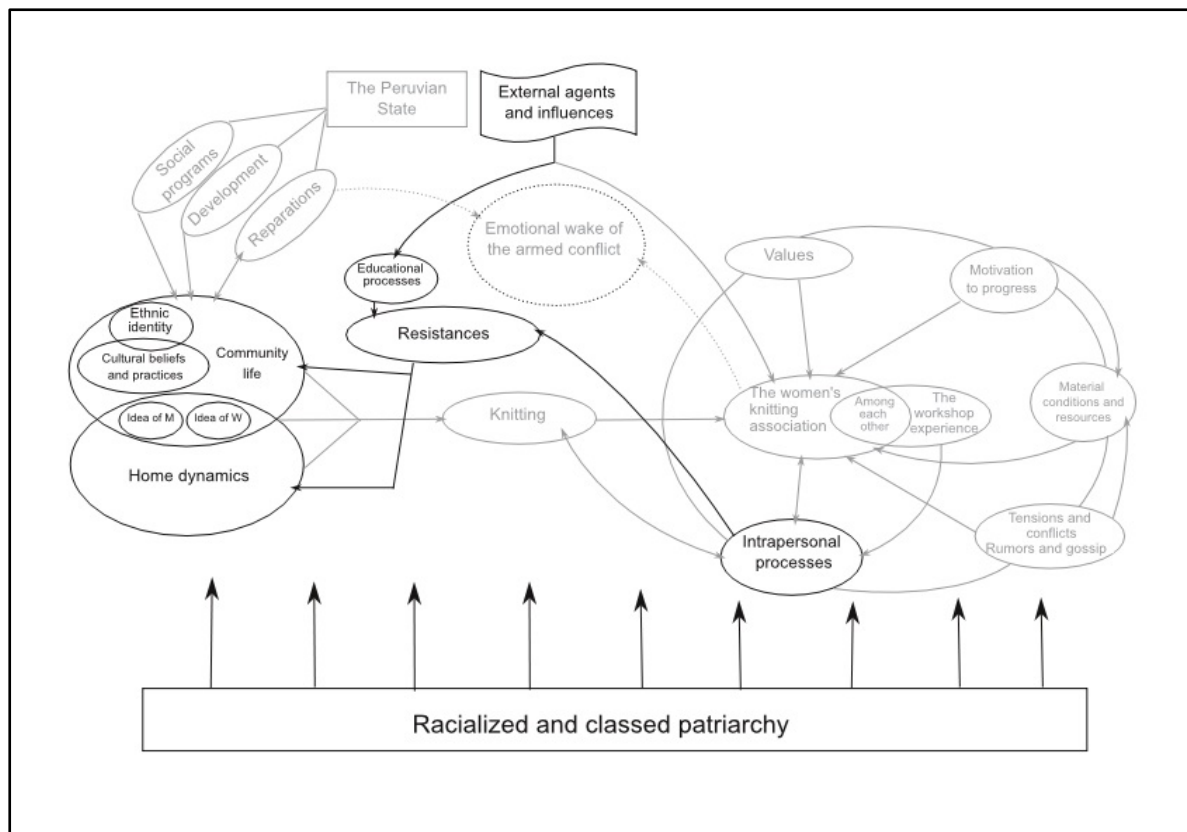 The Peruvian
State
External agents
and influences
Social
programs
Development
Reparations
Emotional wake of
the armed conflict
Values
Motivation
to progress
Educational
processes
Ethnic
identity
Resistances
Cultural beliefs
and practices
Community
life
Idea of M
Idea of W
Knitting
The women's
knitting
association
Among
each
other
The
workshop
experience
Material
conditions and
resources
Home dynamics
Intrapersonal
processes
Tensions and
conflicts
Rumors and gossip
Racialized and classed patriarchy